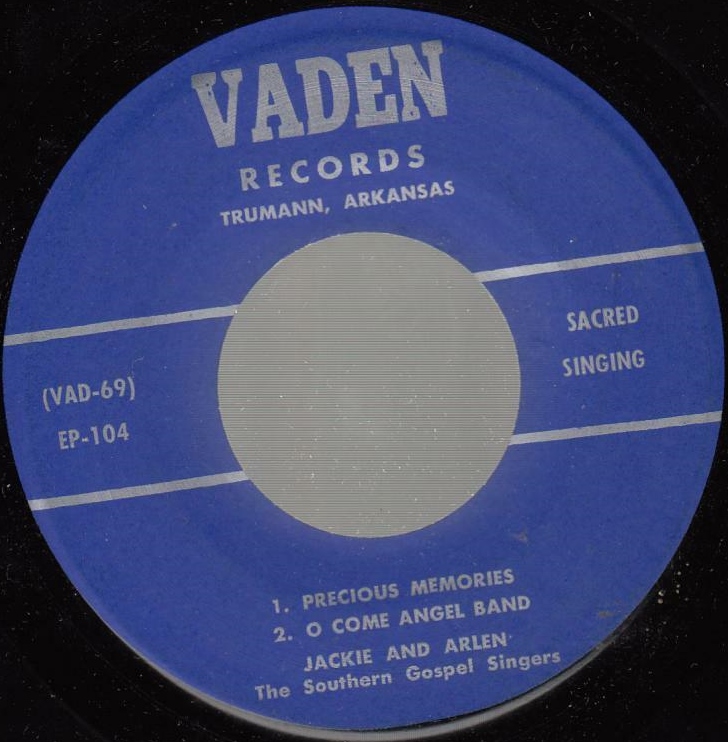 VADEN
RECORDS
TRUMANN, ARKANSAS
SACRED
SINGING
(VAD-69)
EP-104
1. PRECIOUS MEMORIES
2. O COME ANGEL BAND
JACKIE AND ARLEN
The Southern Gospel Singers